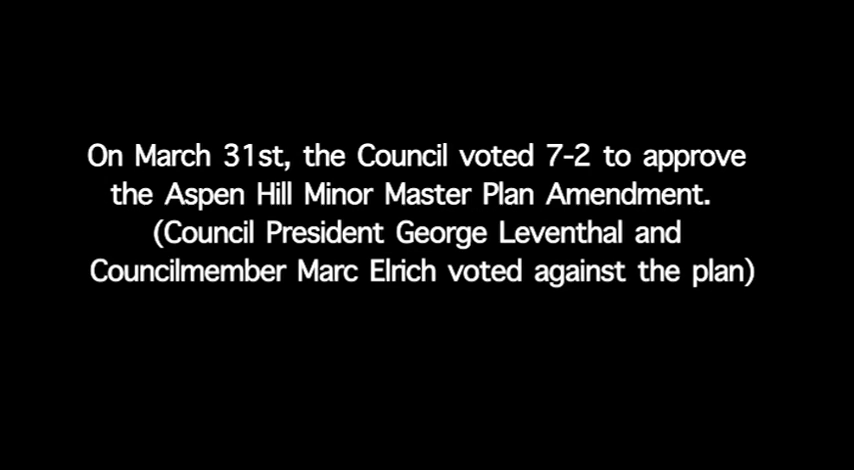 On March 31st, the Council voted 7-2 to approve
the Aspen Hill Minor Master Plan Amendment.
(Council President George Leventhal and
Councilmember Marc Elrich voted against the plan)